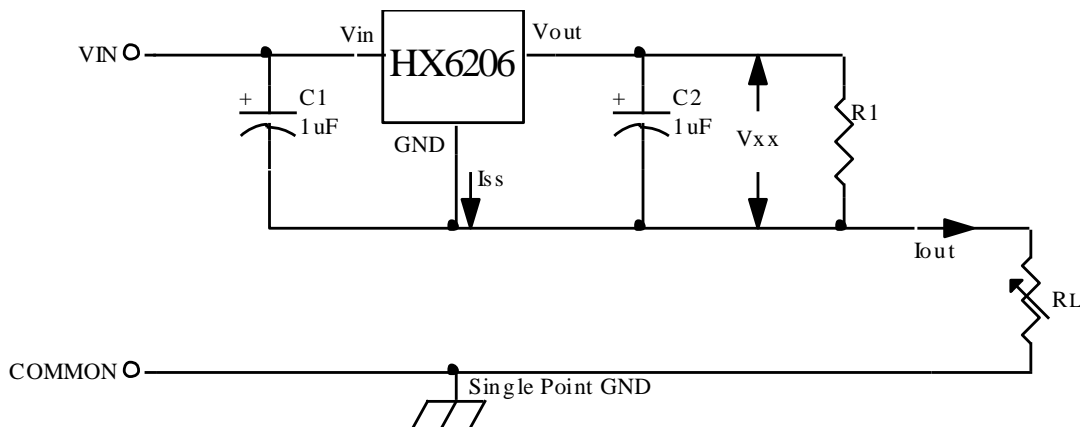 VIN
Vin
HX6206
Vout
+
C1
1uF
GND
Iss
+
C2
1uF
Vxx
R1
Iout
RL
COMMON
Single Point GND